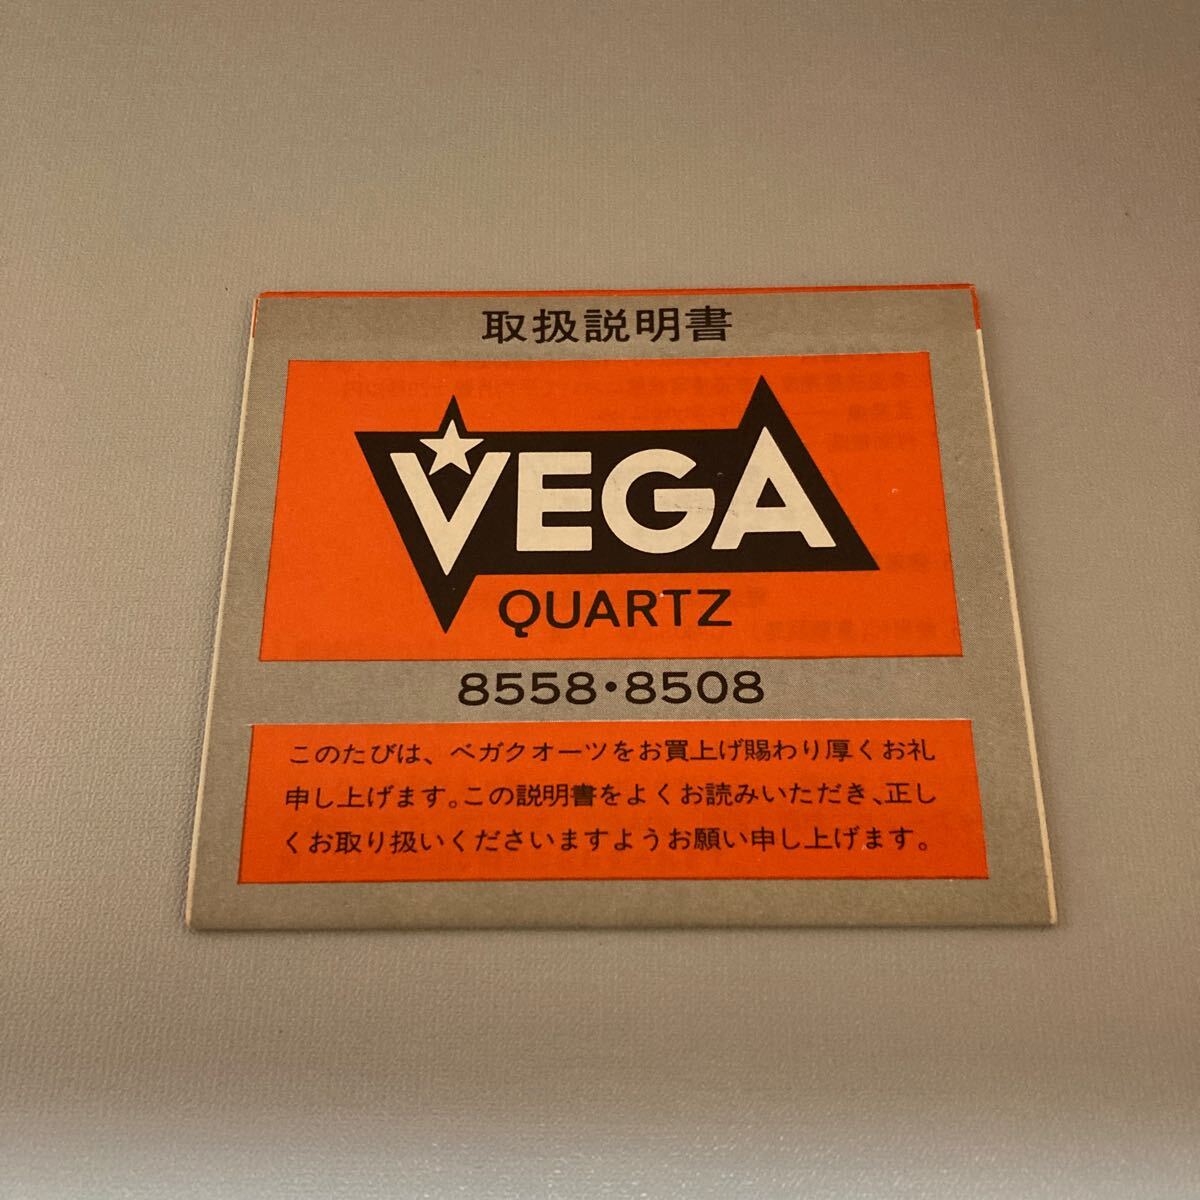 取扱説明書
VEGA
QUARTZ
8558・8508
このたびは、ベガクオーツをお買上げ賜わり厚くお礼
申し上げます。この説明書をよくお読みいただき、正し
くお取り扱いくださいますようお願い申し上げます。